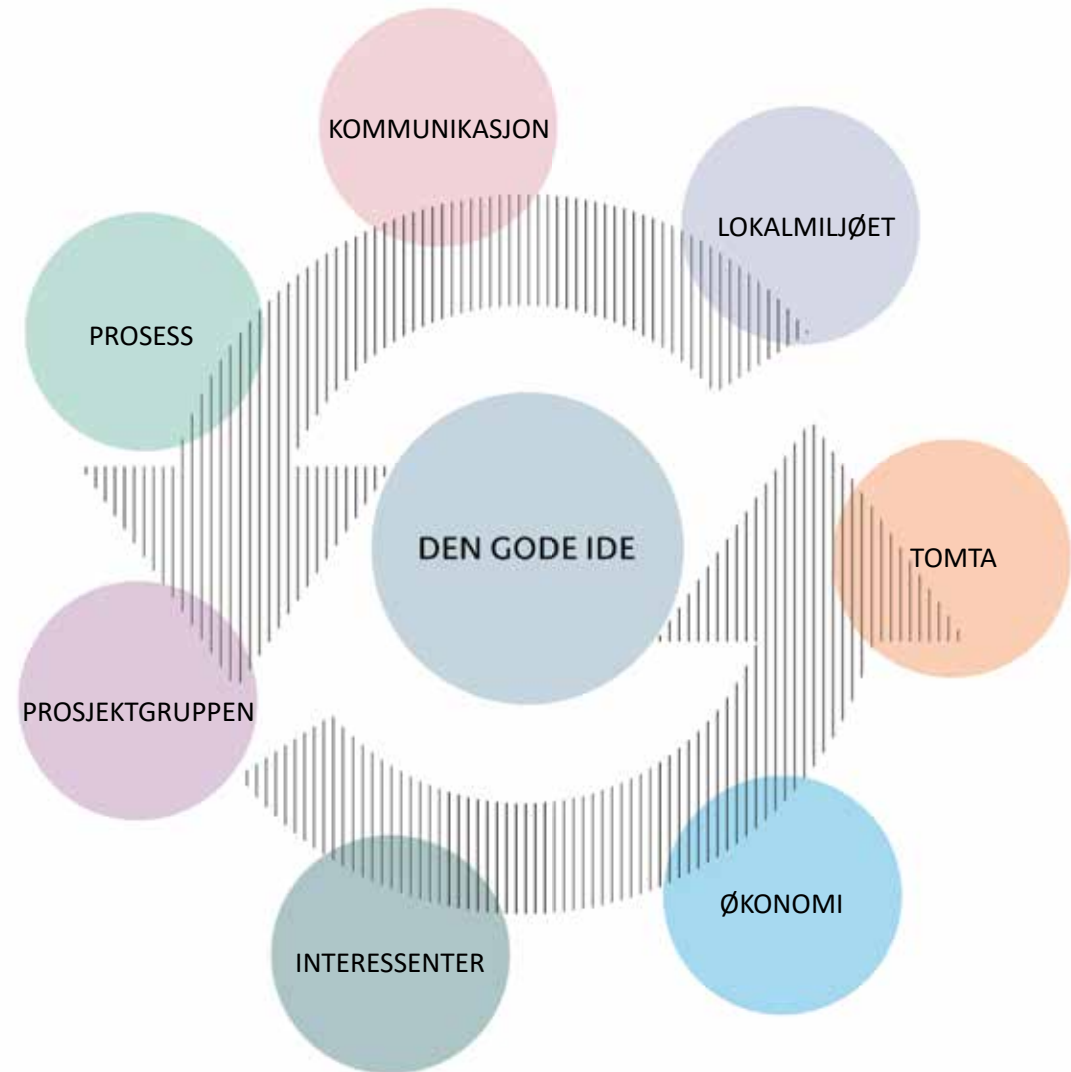 KOMMUNIKASJON
LOKALMILJØET
PROSESS
DEN GODE IDE
TOMTA
PROSJEKTGRUPPEN
ØKONOMI
INTERESSENTER